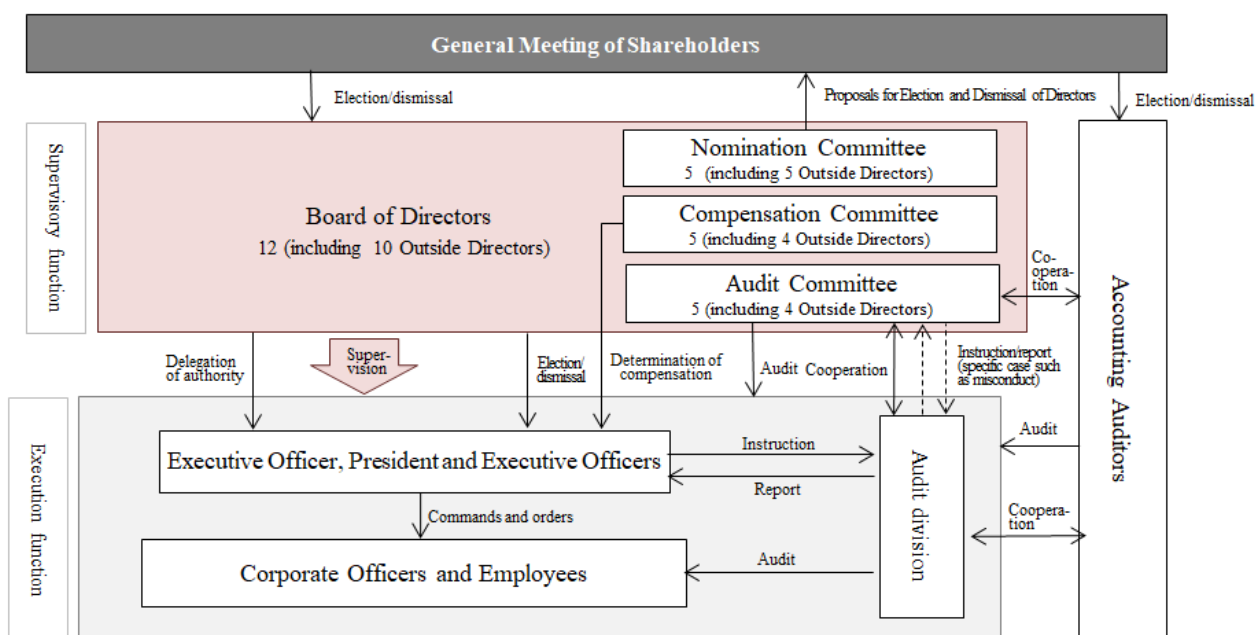 General Meeting of Shareholders
Election/dismissal
Proposals for Election and Dismissal of Directors
Election/dismissal
Supervisory function
Board of Directors
12 (including 10 Outside Directors)
Nomination Committee
5 (including 5 Outside Directors)
Compensation Committee
5 (including 4 Outside Directors)
Audit Committee
5 (including 4 Outside Directors)
Co-
opera-
tion
Accounting Auditors
Delegation
of authority
Super-
vision
Election/
dismissal
Determination of
compensation
Audit
Cooperation
Instruction/report
(specific case such
as misconduct)
Execution function
Executive Officer, President and Executive Officers
Instruction
Report
Audit division
Audit
Commands and orders
Coopera-
tion
Corporate Officers and Employees
Audit